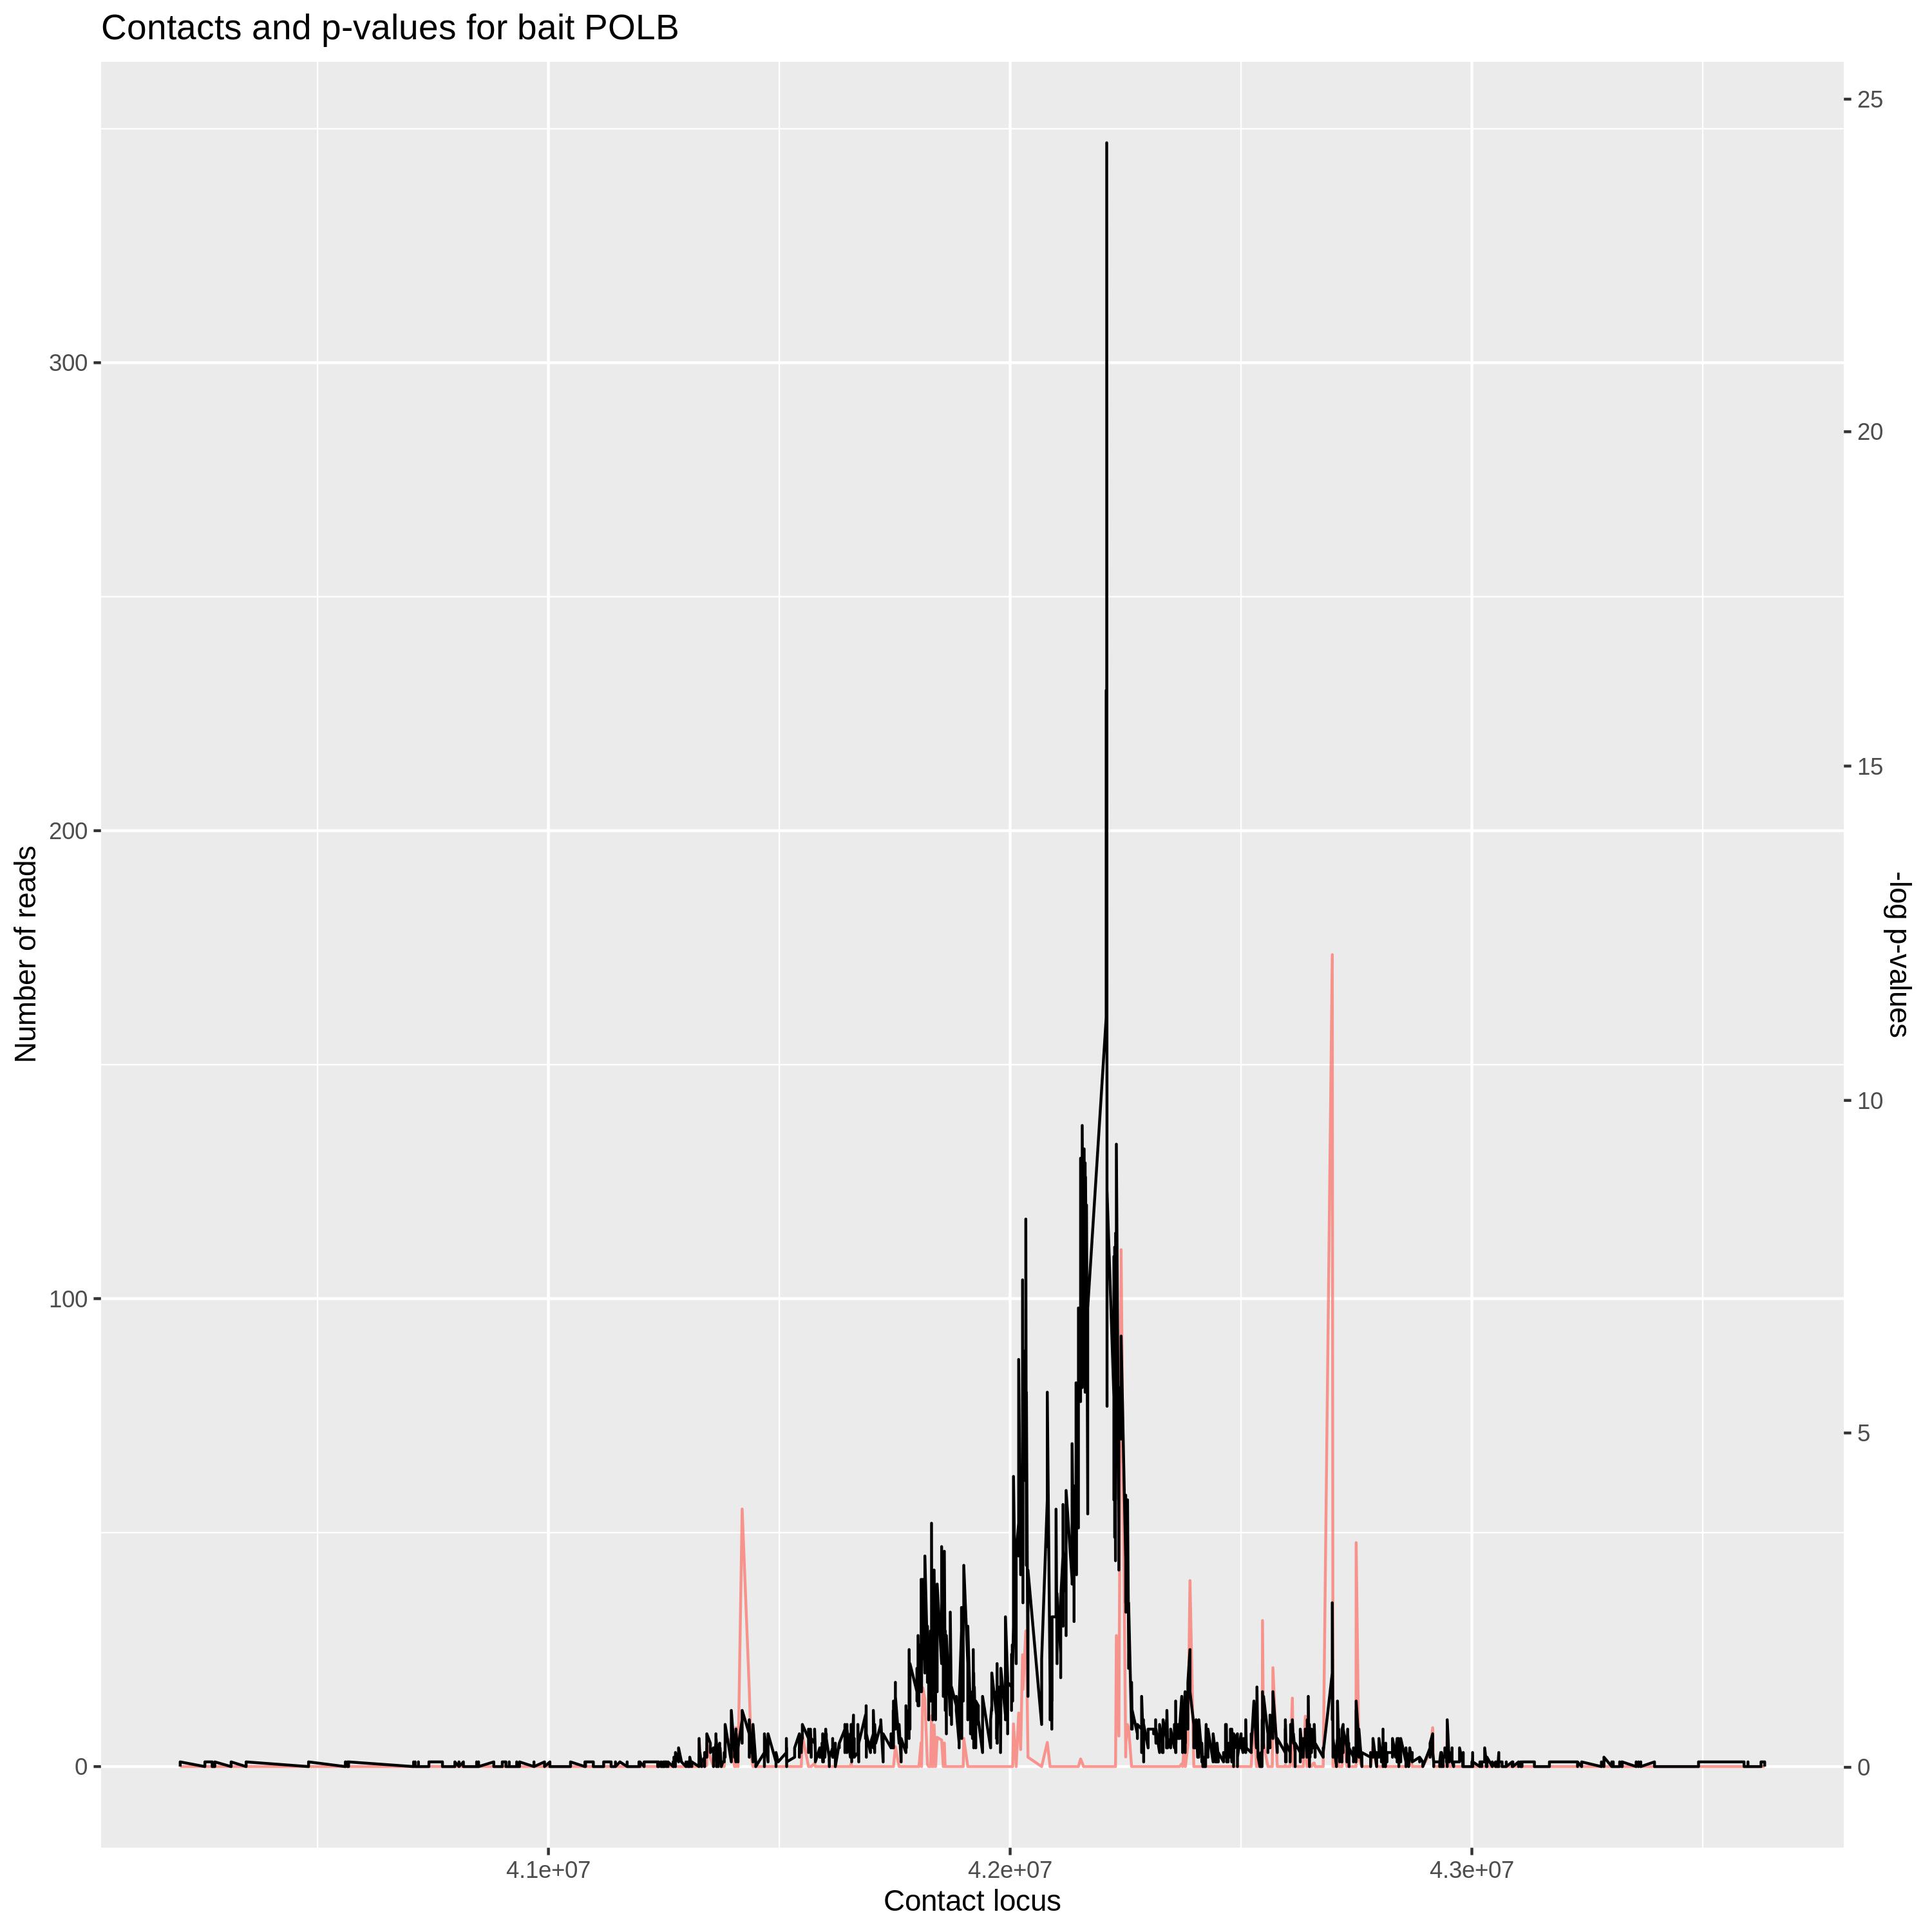 Contacts and p-values for bait POLB
Number of reads
300
200
100
0
25
20
15
10
5
0
-log p-values
4.1e+07 4.2e+07 4.3e+07
Contact locus